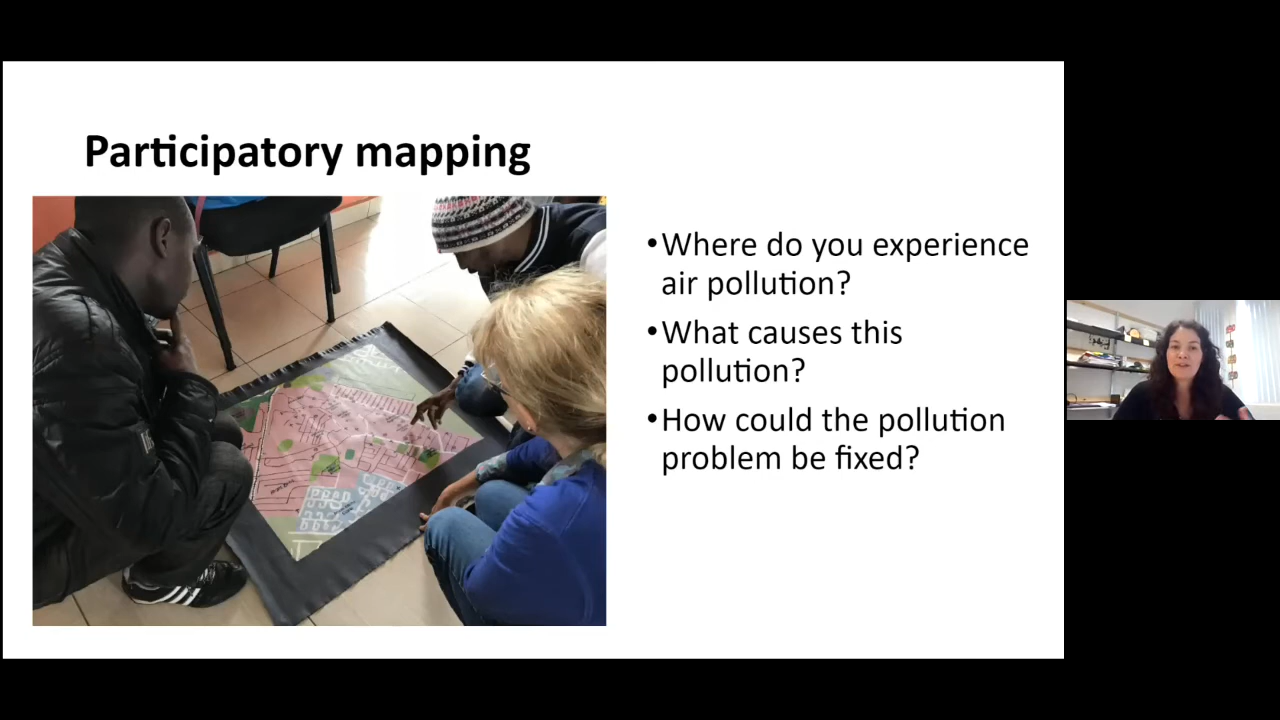 Participatory mapping
•Where do you experience
air pollution?
•What causes this
pollution?
•How could the pollution
problem be fixed?